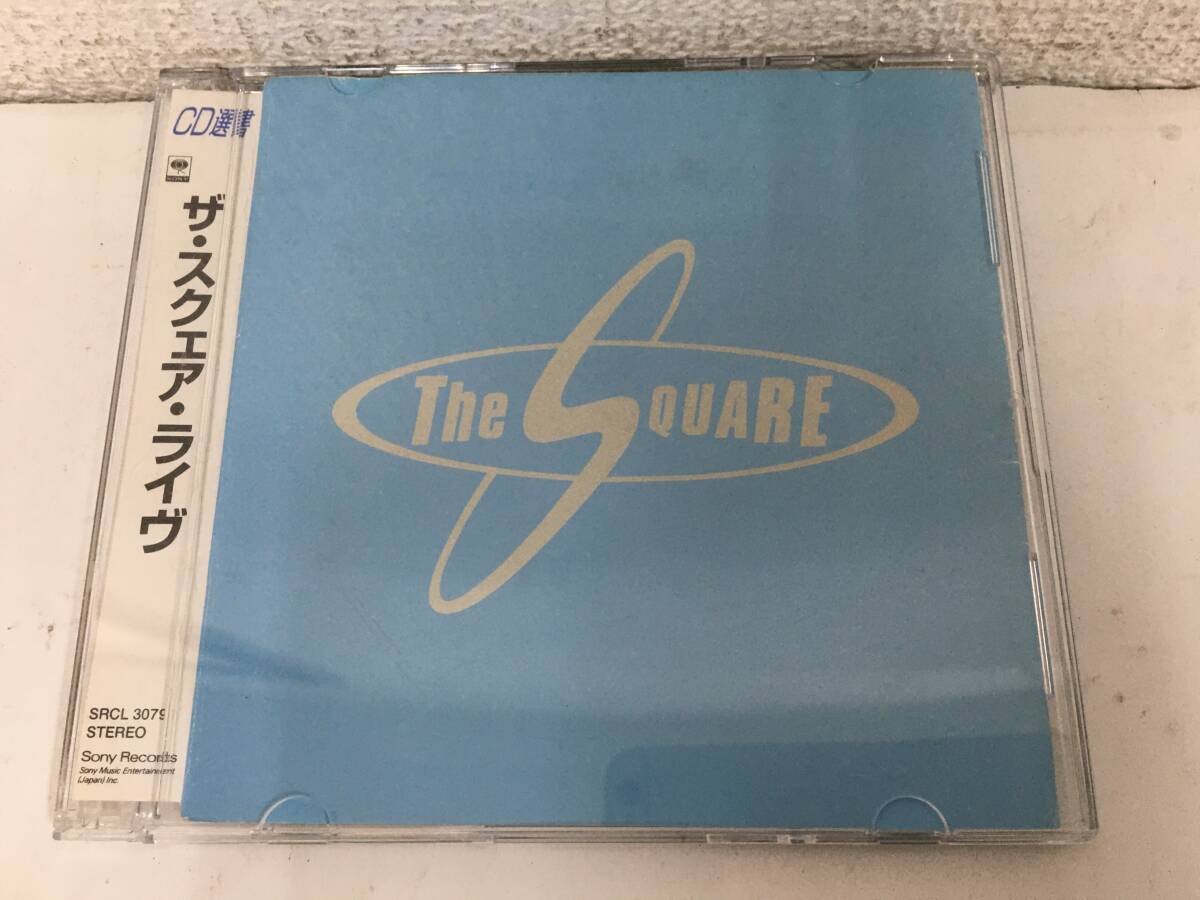 CD選書
SONY
ザ・スクェア・ライヴ
The SQUARE
SRCL 3079
STEREO
Sony Records
Sony Music Entertainment
(Japan) Inc.